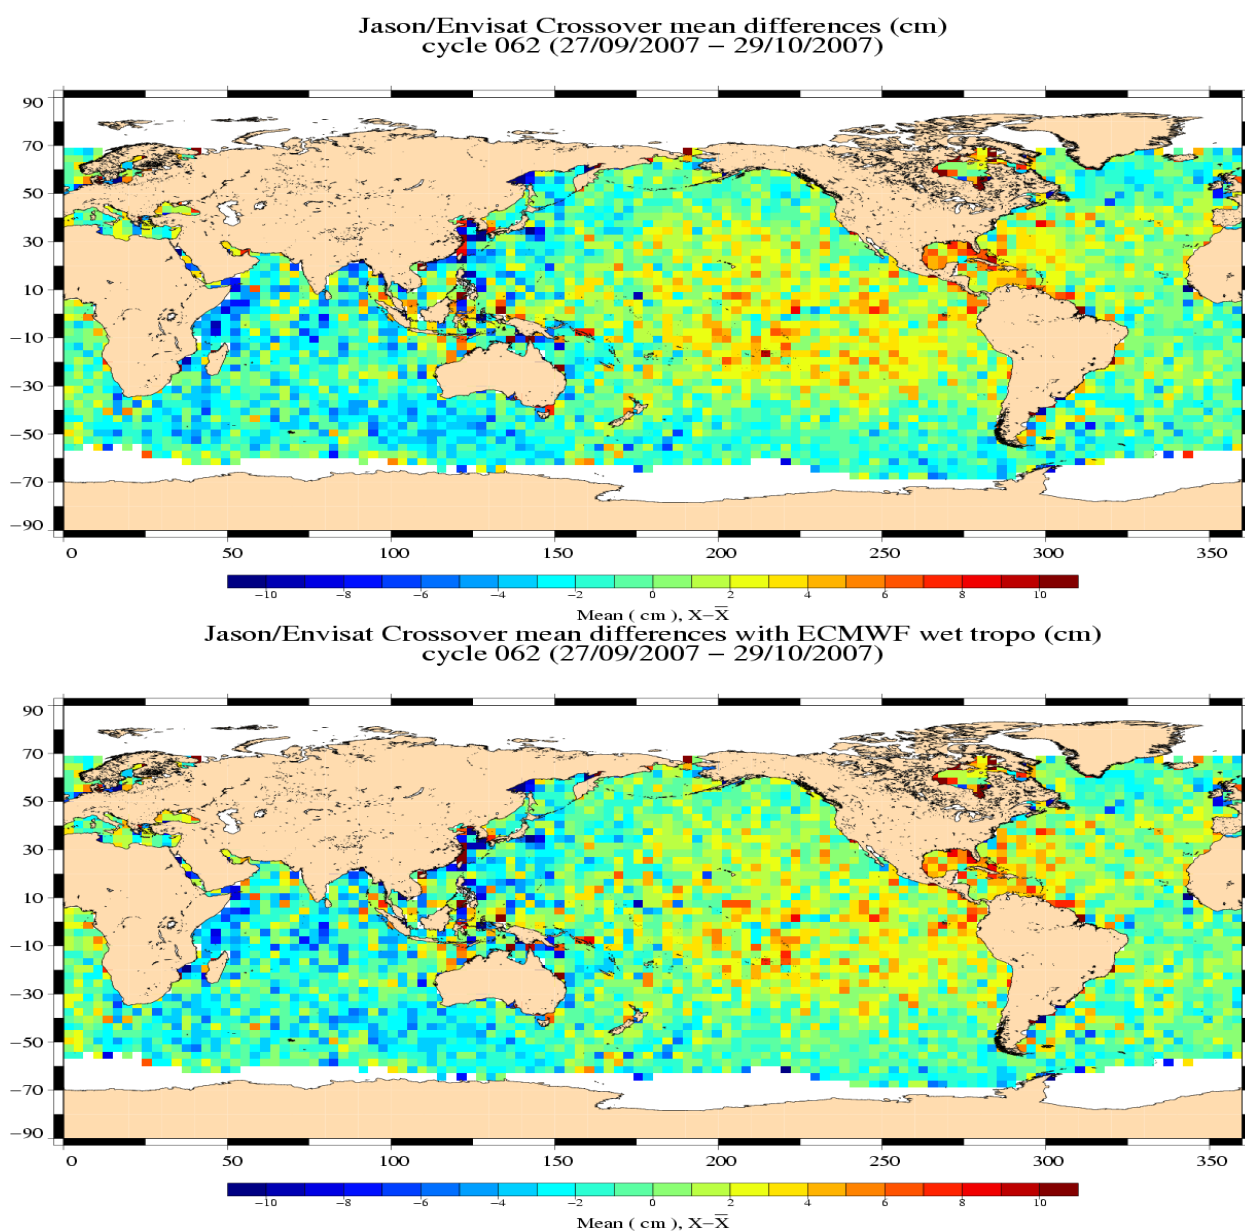 Jason/Envisat Crossover mean differences (cm)
cycle 062 (27/09/2007 − 29/10/2007)
90
70
50
30
10
−10
−30
−50
−70
−90
0 50 100 150 200 250 300 350
−10 −8 −6 −4 −2 0 2 4 6 8 10
Mean ( cm ), X−X̅
Jason/Envisat Crossover mean differences with ECMWF wet tropo (cm)
cycle 062 (27/09/2007 − 29/10/2007)
90
70
50
30
10
−10
−30
−50
−70
−90
0 50 100 150 200 250 300 350
−10 −8 −6 −4 −2 0 2 4 6 8 10
Mean ( cm ), X−X̅